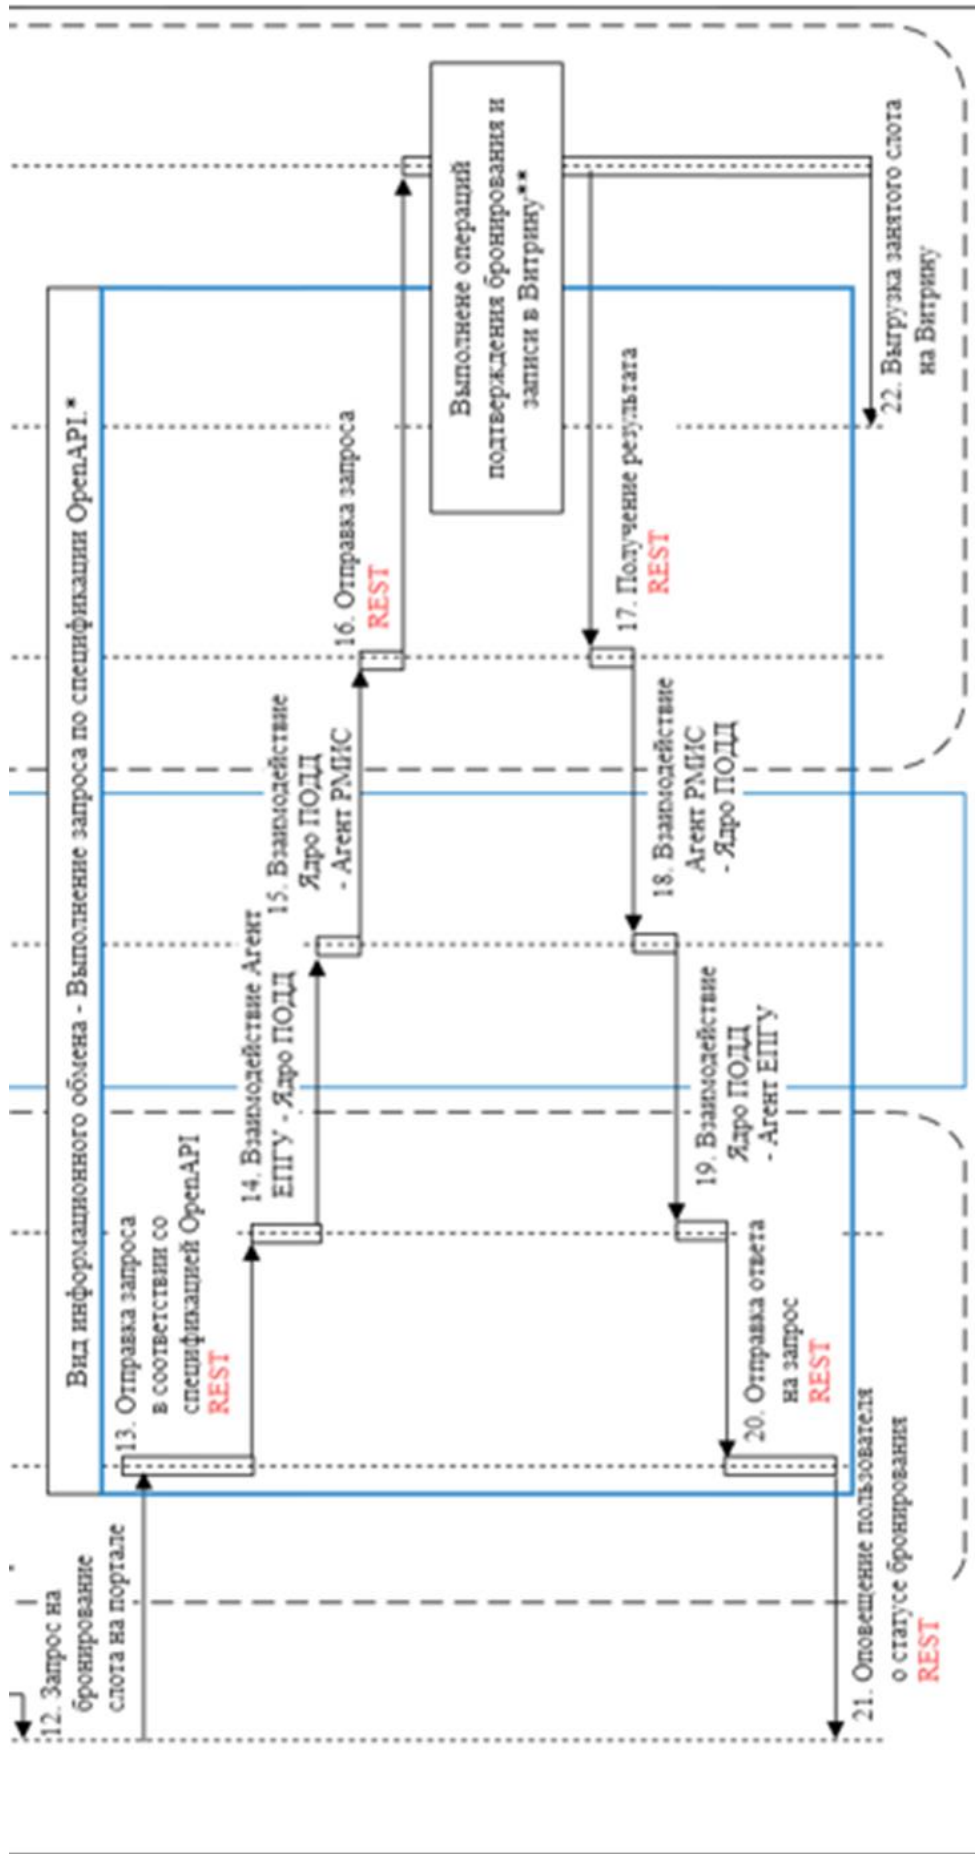 Вид информационного обмена - Выполнение запроса по спецификации OpenAPI.*
12. Запрос на
бронирование
слота на портале
13. Отправка запроса
в соответствии со
спецификацией OpenAPI
REST
14. Взаимодействие Агент
ЕПГУ - Ядро ПОДД
15. Взаимодействие
Ядро ПОДД
- Агент РМИС
16. Отправка запроса
REST
Выполнене операций
подтверждения бронирования и
записи в Витрину**
17. Получение результата
REST
18. Взаимодействие
Агент РМИС
- Ядро ПОДД
19. Взаимодействие
Ядро ПОДД
- Агент ЕПГУ
20. Отправка ответа
на запрос
REST
21. Оповещение пользователя
о статусе бронирования
REST
22. Выгрузка занятого слота
на Витрину